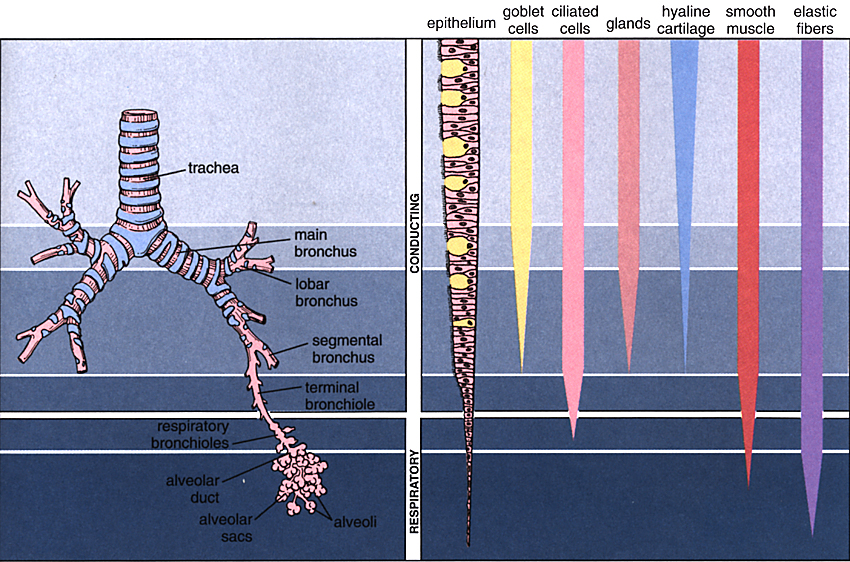 epithelium
goblet
cells
ciliated
cells
glands
hyaline
cartilage
smooth
muscle
elastic
fibers
trachea
main
bronchus
lobar
bronchus
segmental
bronchus
terminal
bronchiole
respiratory
bronchioles
alveolar
duct
alveolar
sacs
alveoli
CONDUCTING
RESPIRATORY